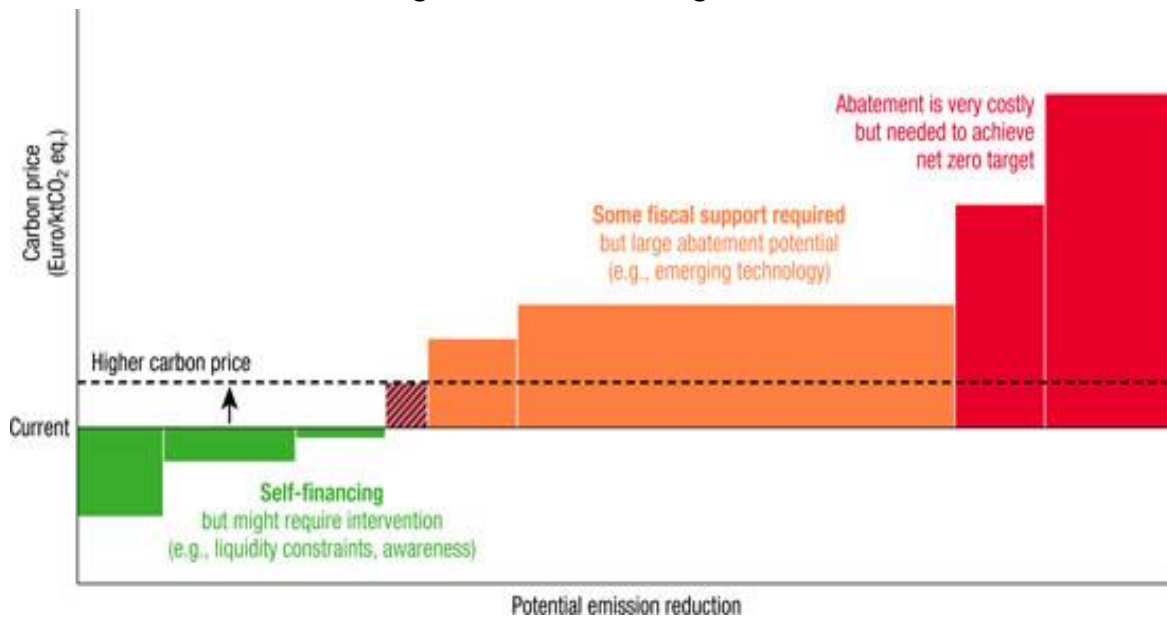 Carbon price
(Euro/ktCO₂ eq.)
Abatement is very costly
but needed to achieve
net zero target
Some fiscal support required
but large abatement potential
(e.g., emerging technology)
Higher carbon price
Current
Self-financing
but might require intervention
(e.g., liquidity constraints, awareness)
Potential emission reduction